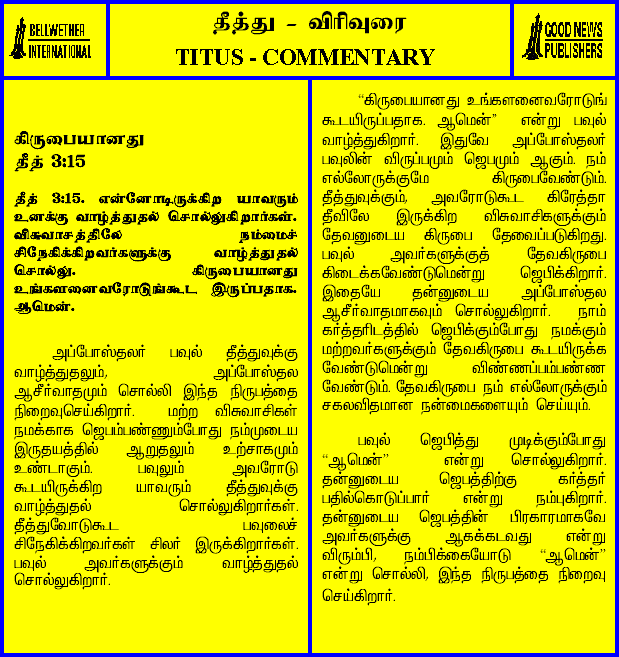 BELLWETHER
INTERNATIONAL
தீத்து - விரிவுரை
TITUS - COMMENTARY
GOOD NEWS
PUBLISHERS
கிருபையானது
தீத் 3:15
தீத் 3:15. என்னோடிருக்கிற யாவரும்
உனக்கு வாழ்த்துதல் சொல்லுகிறார்கள்.
விசுவாசத்திலே நம்மைச்
சிநேகிக்கிறவர்களுக்கு வாழ்த்துதல்
சொல்லு. கிருபையானது
உங்களனைவரோடுங்கூட இருப்பதாக.
ஆமென்.
அப்போஸ்தலர் பவுல் தீத்துவுக்கு
வாழ்த்துதலும், அப்போஸ்தல
ஆசீர்வாதமும் சொல்லி இந்த நிருபத்தை
நிறைவுசெய்கிறார். மற்ற விசுவாசிகள்
நமக்காக ஜெபம்பண்ணும்போது நம்முடைய
இருதயத்தில் ஆறுதலும் உற்சாகமும்
உண்டாகும். பவுலும் அவரோடு
கூடயிருக்கிற யாவரும் தீத்துவுக்கு
வாழ்த்துதல் சொல்லுகிறார்கள்.
தீத்துவோடுகூட பவுலைச்
சிநேகிக்கிறவர்கள் சிலர் இருக்கிறார்கள்.
பவுல் அவர்களுக்கும் வாழ்த்துதல்
சொல்லுகிறார்.
“கிருபையானது உங்களனைவரோடுங்
கூடயிருப்பதாக. ஆமென்” என்று பவுல்
வாழ்த்துகிறார். இதுவே அப்போஸ்தலர்
பவுலின் விருப்பமும் ஜெபமும் ஆகும். நம்
எல்லோருக்குமே கிருபைவேண்டும்.
தீத்துவுக்கும், அவரோடுகூட கிரேத்தா
தீவிலே இருக்கிற விசுவாசிகளுக்கும்
தேவனுடைய கிருபை தேவைப்படுகிறது.
பவுல் அவர்களுக்குத் தேவகிருபை
கிடைக்கவேண்டுமென்று ஜெபிக்கிறார்.
இதையே தன்னுடைய அப்போஸ்தல
ஆசீர்வாதமாகவும் சொல்லுகிறார். நாம்
கர்த்தரிடத்தில் ஜெபிக்கும்போது நமக்கும்
மற்றவர்களுக்கும் தேவகிருபை கூடயிருக்க
வேண்டுமென்று விண்ணப்பம்பண்ண
வேண்டும். தேவகிருபை நம் எல்லோருக்கும்
சகலவிதமான நன்மைகளையும் செய்யும்.
பவுல் ஜெபித்து முடிக்கும்போது
“ஆமென்” என்று சொல்லுகிறார்.
தன்னுடைய ஜெபத்திற்கு கர்த்தர்
பதில்கொடுப்பார் என்று நம்புகிறார்.
தன்னுடைய ஜெபத்தின் பிரகாரமாகவே
அவர்களுக்கு ஆகக்கடவது என்று
விரும்பி, நம்பிக்கையோடு “ஆமென்”
என்று சொல்லி, இந்த நிருபத்தை நிறைவு
செய்கிறார்.